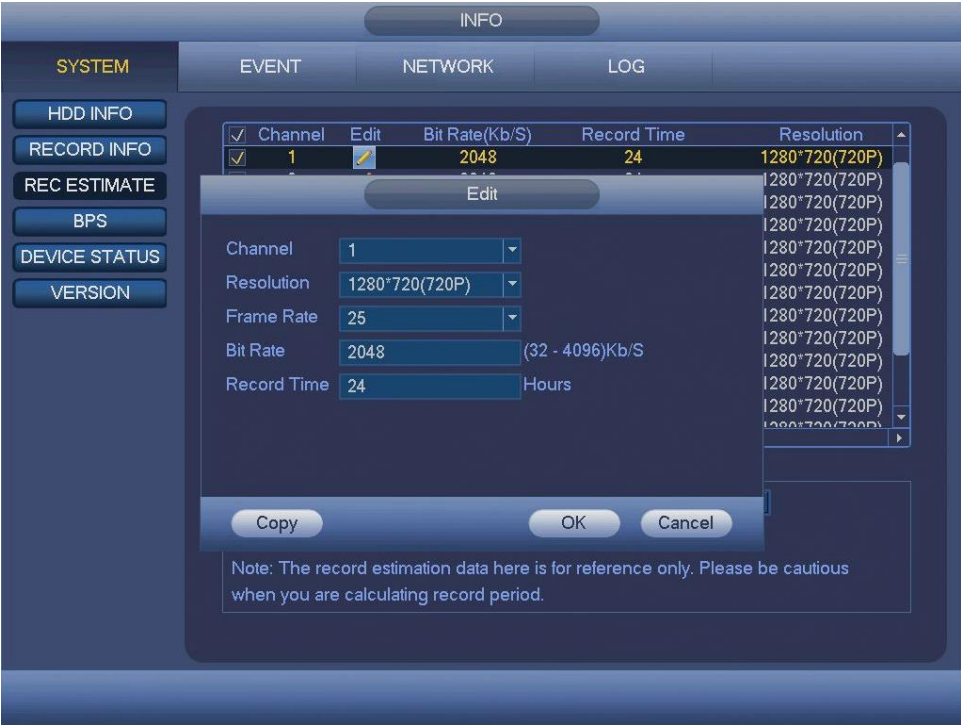 INFO
SYSTEM EVENT NETWORK LOG
HDD INFO
RECORD INFO
REC ESTIMATE
BPS
DEVICE STATUS
VERSION
Channel Edit Bit Rate(Kb/S) Record Time Resolution
1 2048 24 1280*720(720P)
1280*720(720P)
1280*720(720P)
1280*720(720P)
1280*720(720P)
1280*720(720P)
1280*720(720P)
1280*720(720P)
1280*720(720P)
1280*720(720P)
1280*720(720P)
1280*720(720P)
1280*720(720P)
Edit
Channel 1
Resolution 1280*720(720P)
Frame Rate 25
Bit Rate 2048 (32 - 4096)Kb/S
Record Time 24 Hours
Copy OK Cancel
Note: The record estimation data here is for reference only. Please be cautious
when you are calculating record period.